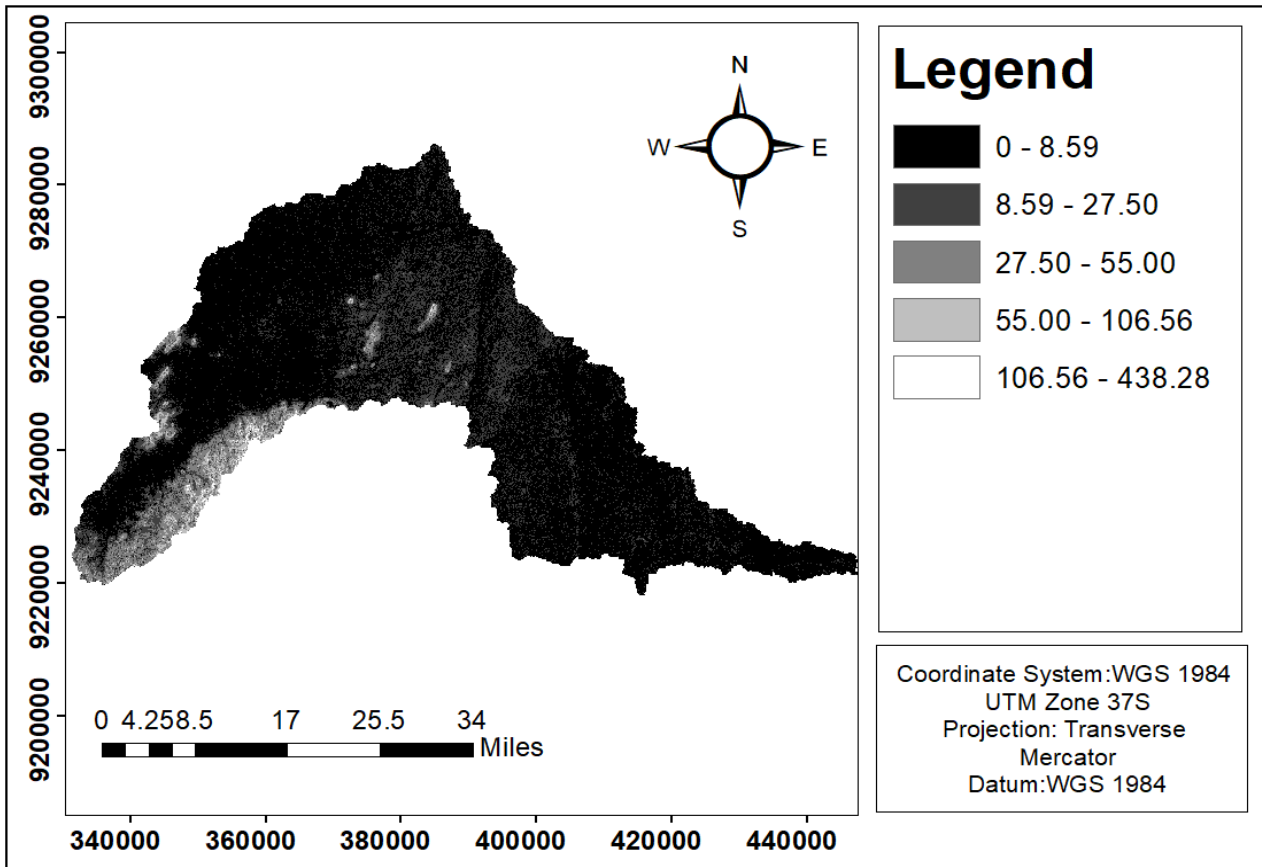 9300000
9280000
9260000
9240000
9220000
9200000
N
W
E
S
0 4.258.5 17 25.5 34
Miles
340000 360000 380000 400000 420000 440000
Legend
0 - 8.59
8.59 - 27.50
27.50 - 55.00
55.00 - 106.56
106.56 - 438.28
Coordinate System:WGS 1984
UTM Zone 37S
Projection: Transverse
Mercator
Datum:WGS 1984